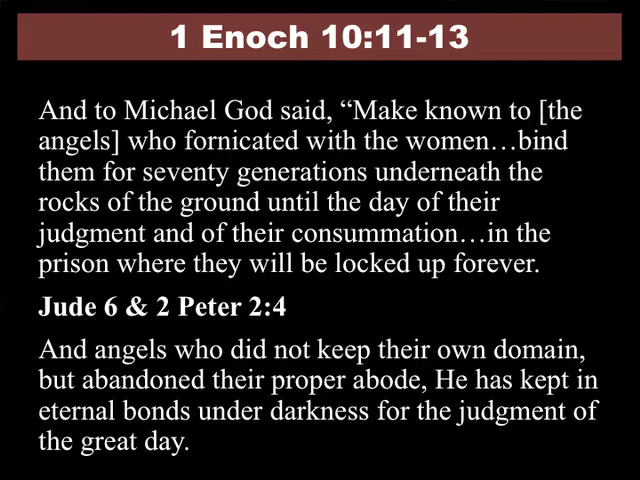 1 Enoch 10:11-13
And to Michael God said, “Make known to [the
angels] who fornicated with the women…bind
them for seventy generations underneath the
rocks of the ground until the day of their
judgment and of their consummation…in the
prison where they will be locked up forever.
Jude 6 & 2 Peter 2:4
And angels who did not keep their own domain,
but abandoned their proper abode, He has kept in
eternal bonds under darkness for the judgment of
the great day.